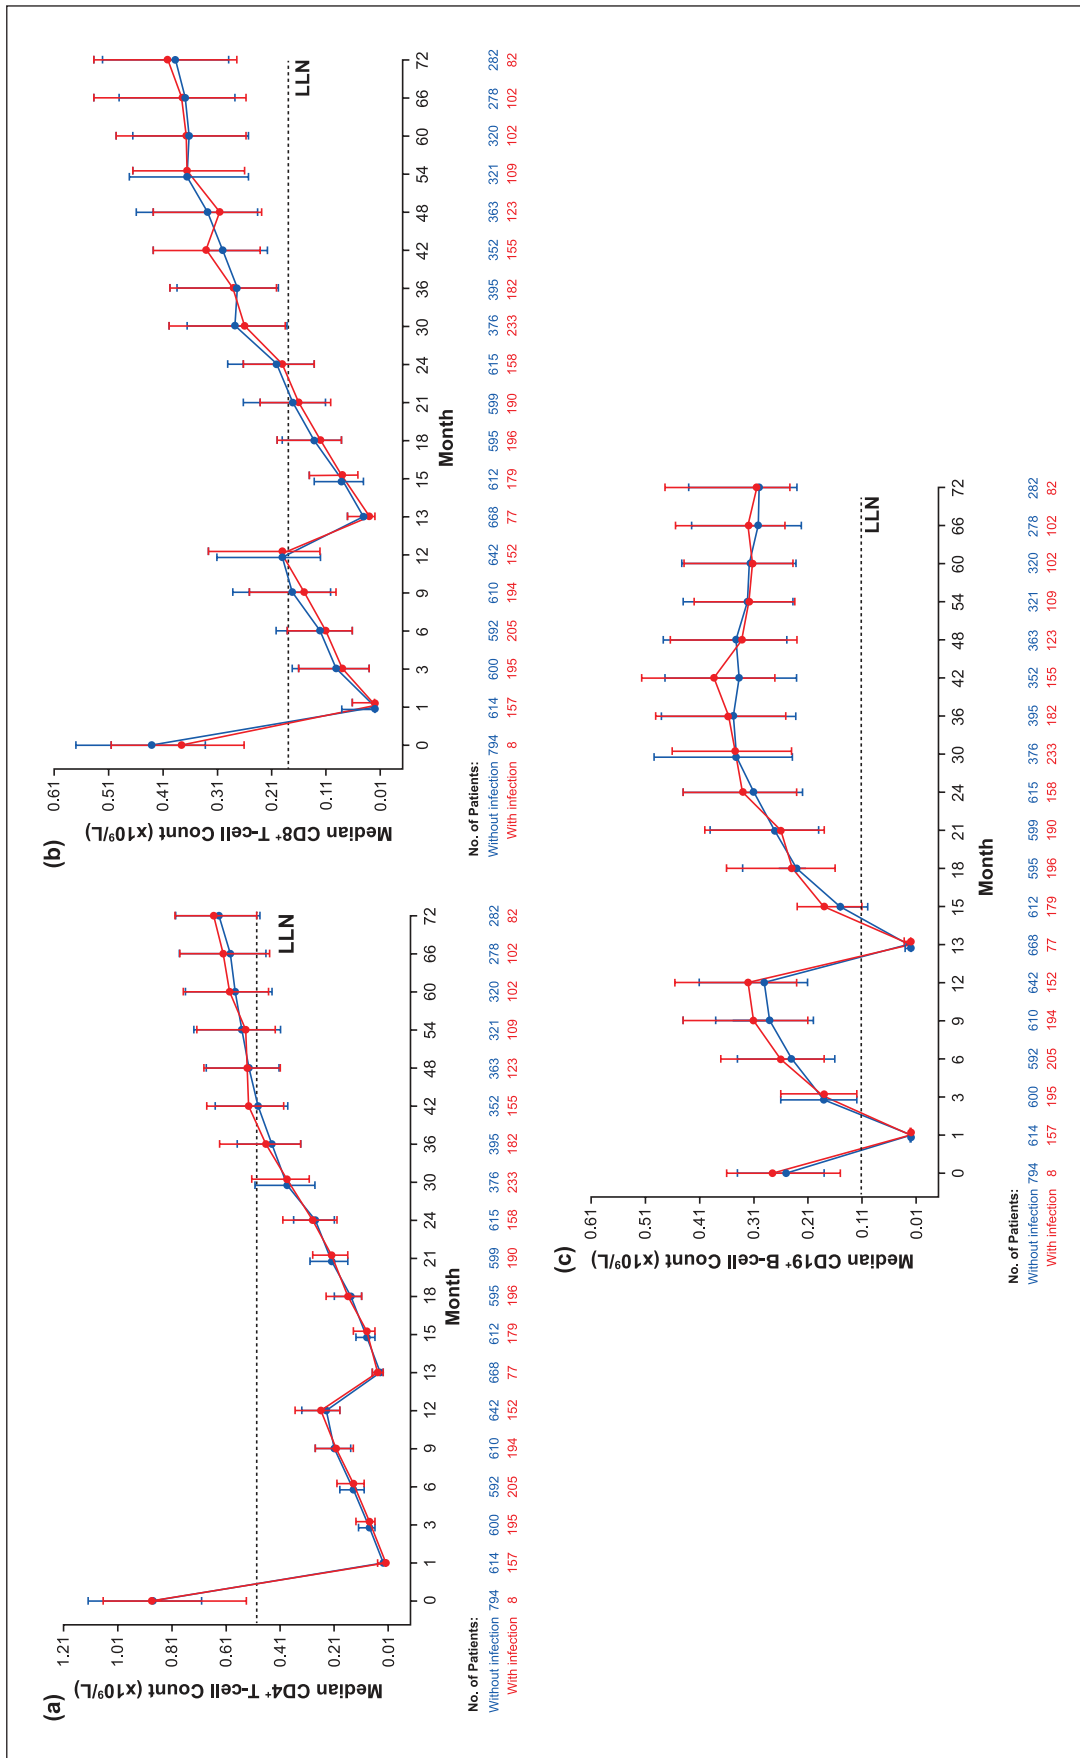 (a)
Median CD4+ T-cell Count (x10⁹/L)
1.21
1.01
0.81
0.61
0.41
0.21
0.01
LLN
0 1 3 6 9 12 13 15 18 21 24 30 36 42 48 54 60 66 72
Month
No. of Patients:
Without infection 794 614 600 592 610 642 668 612 595 599 615 376 395 352 363 321 320 278 282
With infection 8 157 195 205 194 152 77 179 196 190 158 233 182 155 123 109 102 102 82
(b)
Median CD8+ T-cell Count (x10⁹/L)
0.61
0.51
0.41
0.31
0.21
0.11
0.01
LLN
0 1 3 6 9 12 13 15 18 21 24 30 36 42 48 54 60 66 72
Month
No. of Patients:
Without infection 794 614 600 592 610 642 668 612 595 599 615 376 395 352 363 321 320 278 282
With infection 8 157 195 205 194 152 77 179 196 190 158 233 182 155 123 109 102 102 82
(c)
Median CD19+ B-cell Count (x10⁹/L)
0.61
0.51
0.41
0.31
0.21
0.11
0.01
LLN
0 1 3 6 9 12 13 15 18 21 24 30 36 42 48 54 60 66 72
Month
No. of Patients:
Without infection 794 614 600 592 610 642 668 612 595 599 615 376 395 352 363 321 320 278 282
With infection 8 157 195 205 194 152 77 179 196 190 158 233 182 155 123 109 102 102 82